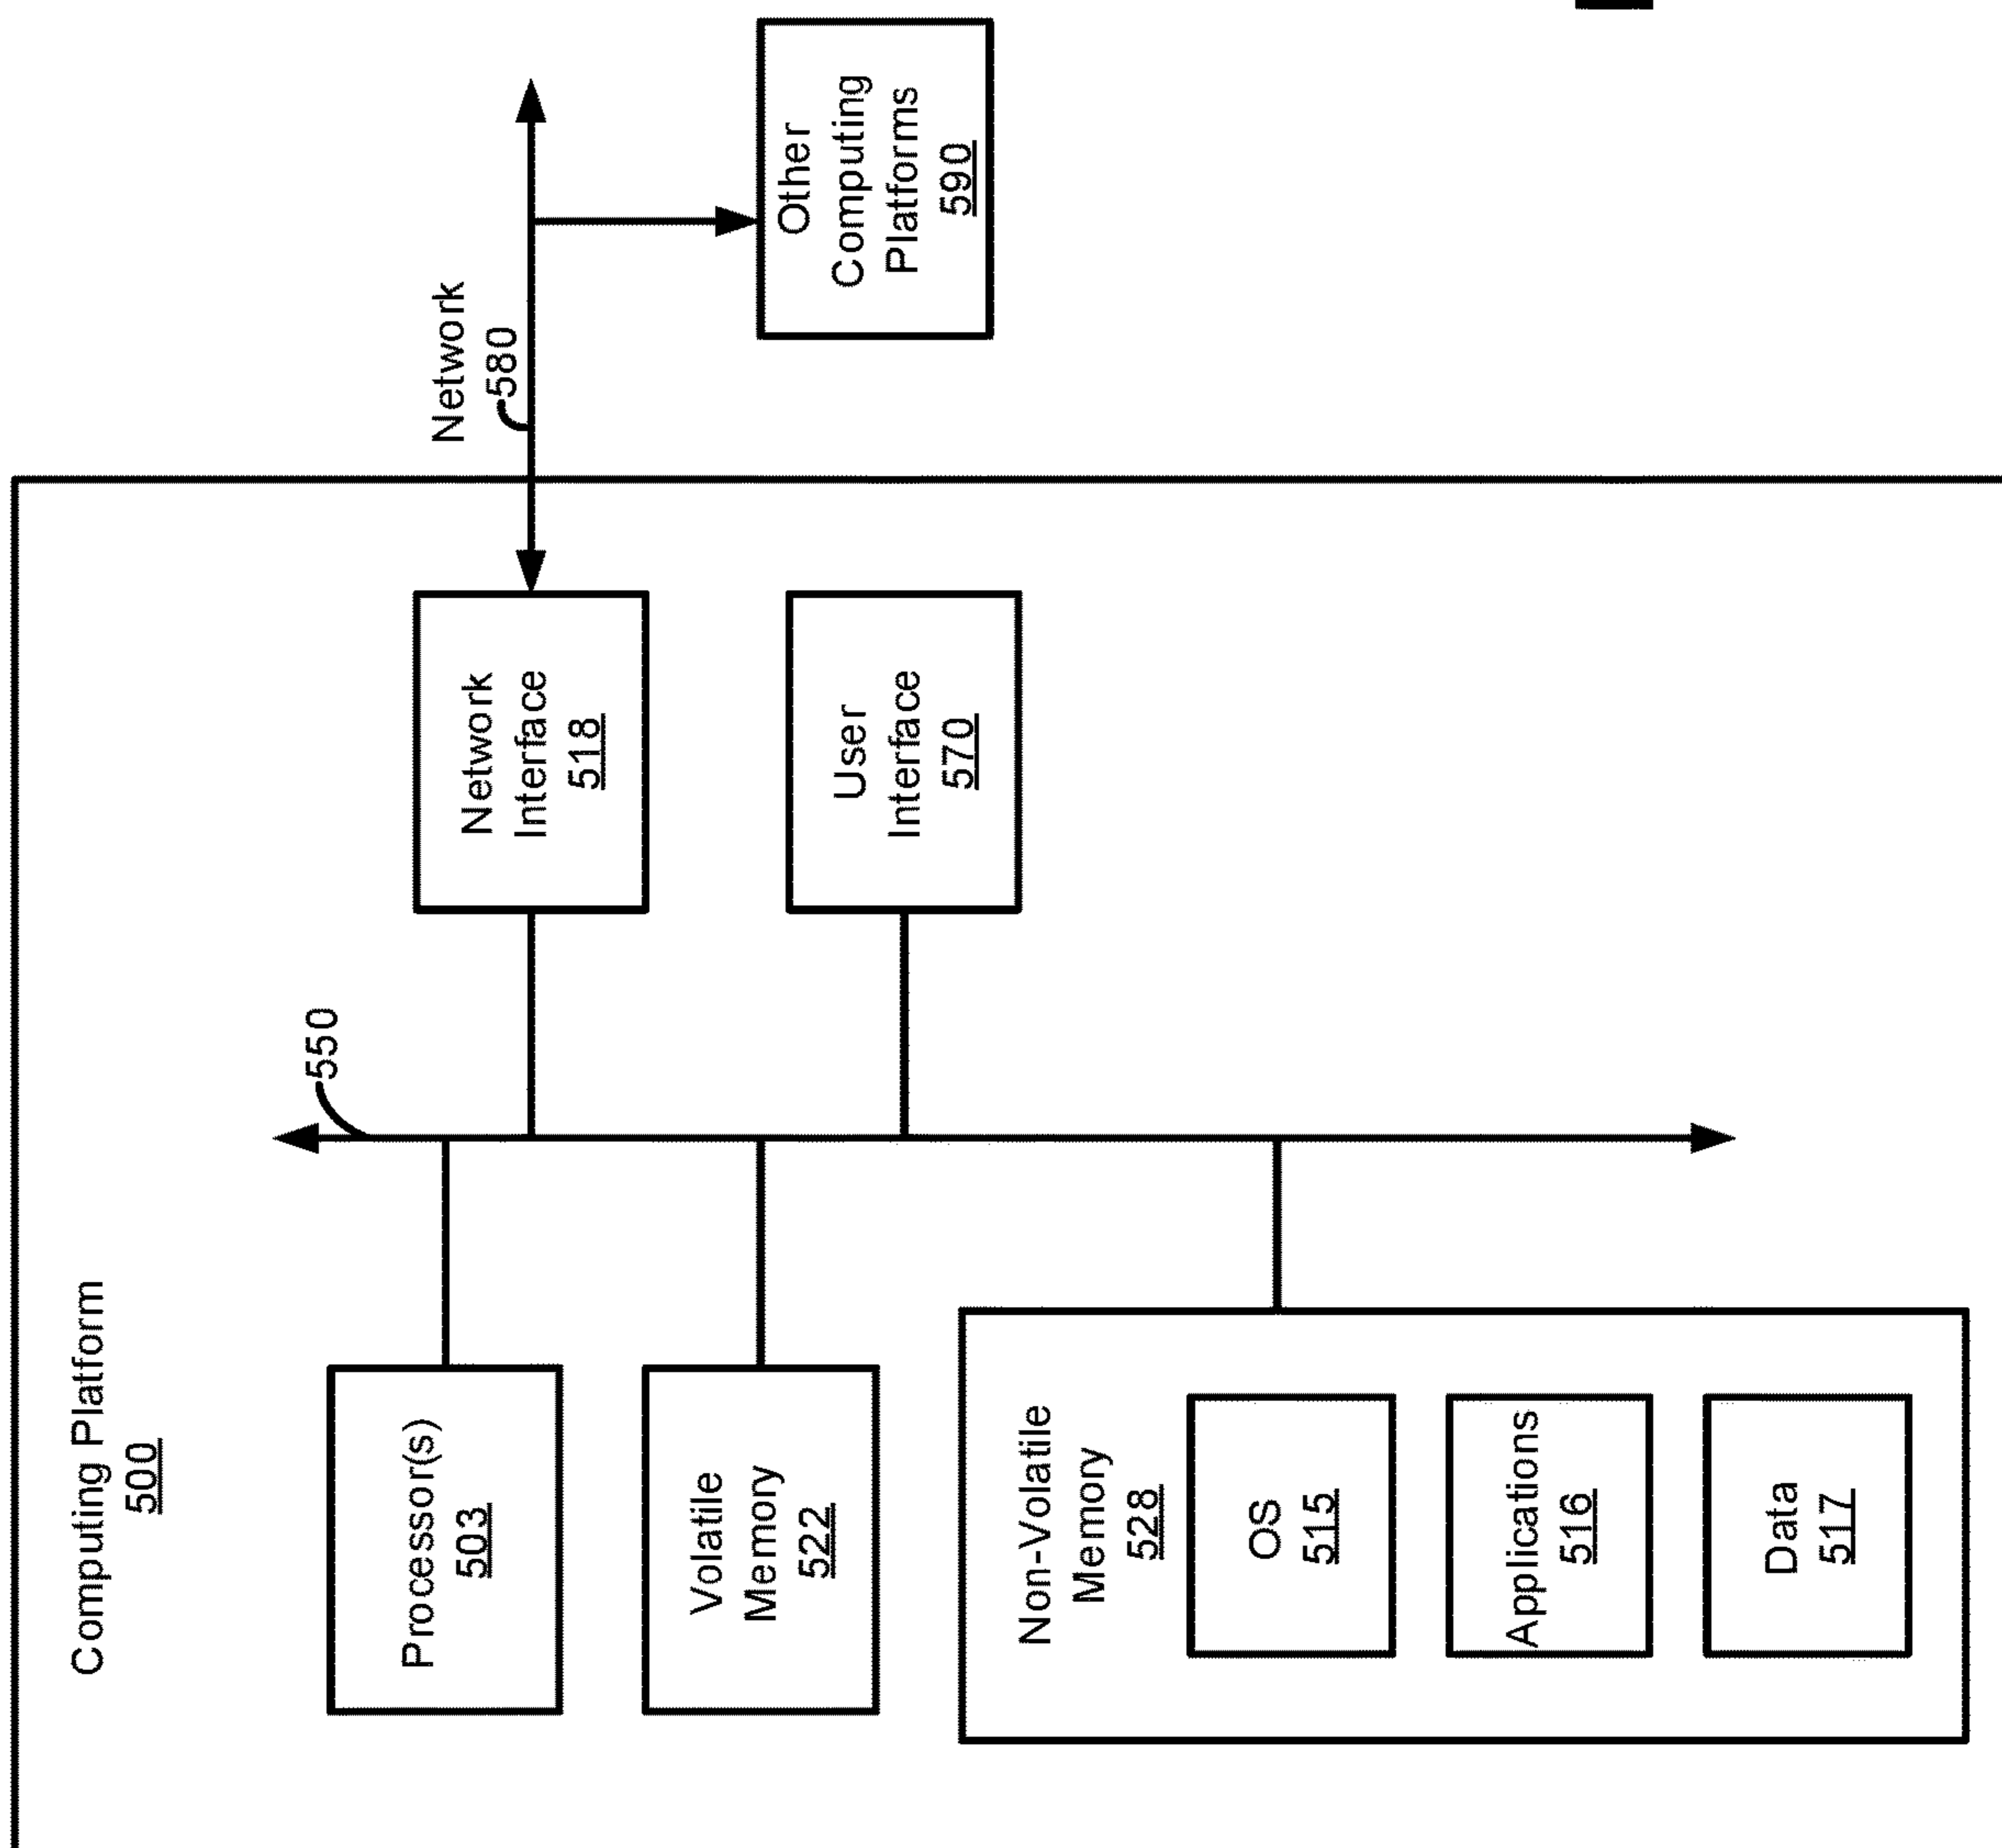 Computing Platform
500
Processor(s)
503
Volatile
Memory
522
Non-Volatile
Memory
528
OS
515
Applications
516
Data
517
550
Network
Interface
518
User
Interface
570
Network
580
Other
Computing
Platforms
590